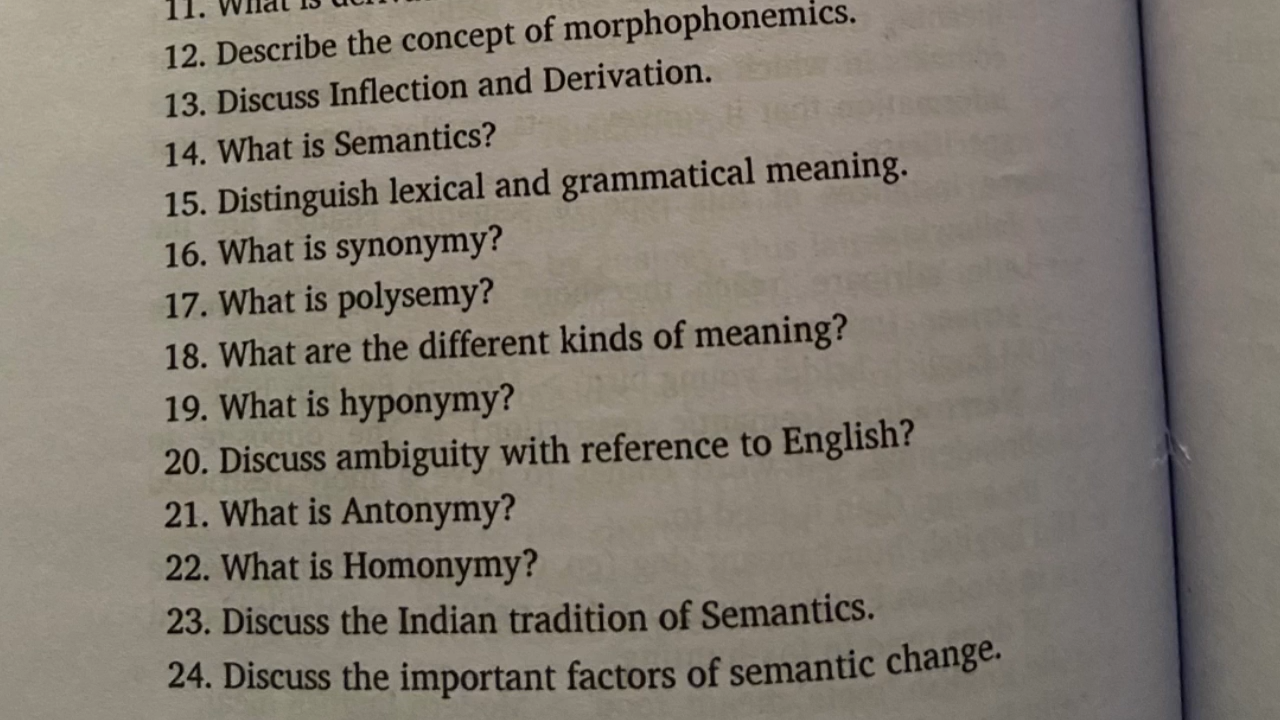 11. What is
12. Describe the concept of morphophonemics.
13. Discuss Inflection and Derivation.
14. What is Semantics?
15. Distinguish lexical and grammatical meaning.
16. What is synonymy?
17. What is polysemy?
18. What are the different kinds of meaning?
19. What is hyponymy?
20. Discuss ambiguity with reference to English?
21. What is Antonymy?
22. What is Homonymy?
23. Discuss the Indian tradition of Semantics.
24. Discuss the important factors of semantic change.